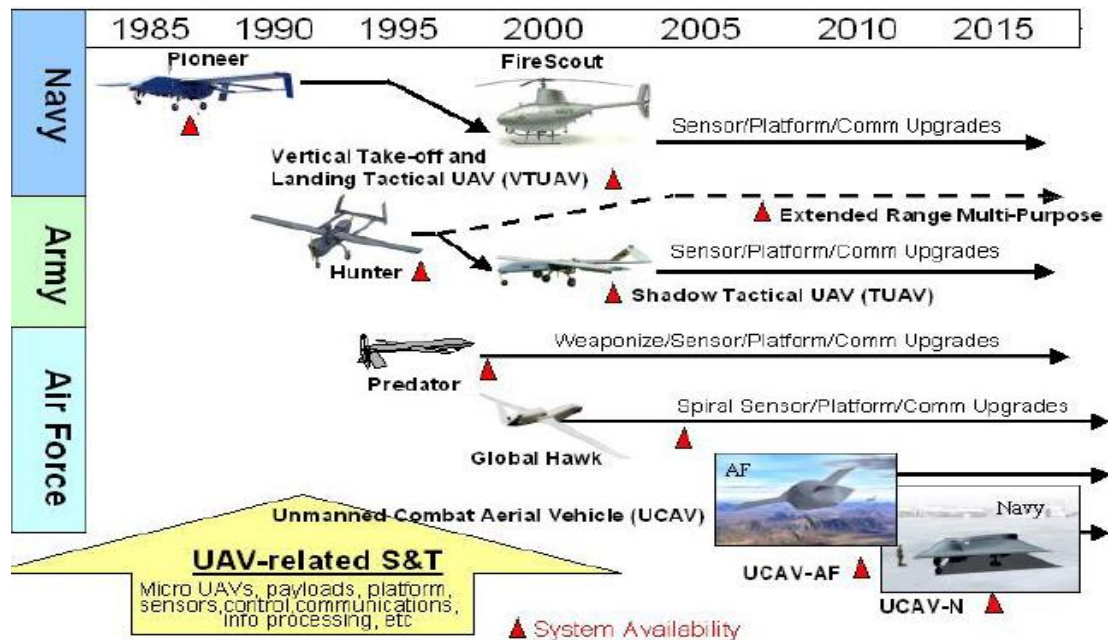 1985 1990 1995 2000 2005 2010 2015
Navy
Pioneer
FireScout
Sensor/Platform/Comm Upgrades
Vertical Take-off and
Landing Tactical UAV (VTUAV)
Army
Extended Range Multi-Purpose
Hunter
Sensor/Platform/Comm Upgrades
Shadow Tactical UAV (TUAV)
Air Force
Weaponize/Sensor/Platform/Comm Upgrades
Predator
Spiral Sensor/Platform/Comm Upgrades
Global Hawk
AF
Unmanned Combat Aerial Vehicle (UCAV)
Navy
UCAV-AF
UCAV-N
UAV-related S&T
Micro UAVs, payloads, platform,
sensors,control,communications,
info processing, etc
System Availability